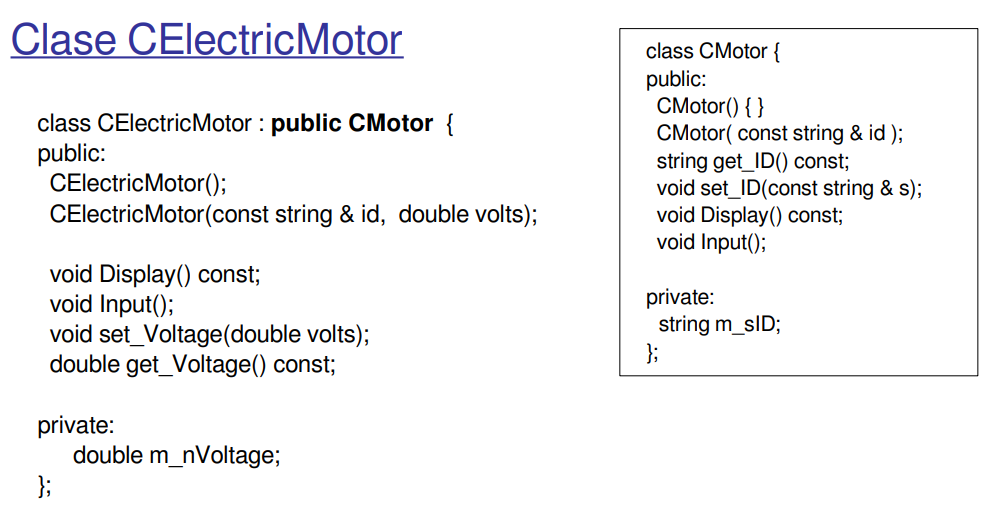 Clase CElectricMotor
class CElectricMotor : public CMotor {
public:
CElectricMotor();
CElectricMotor(const string & id, double volts);
void Display() const;
void Input();
void set_Voltage(double volts);
double get_Voltage() const;
private:
double m_nVoltage;
};
class CMotor {
public:
CMotor() { }
CMotor( const string & id );
string get_ID() const;
void set_ID(const string & s);
void Display() const;
void Input();
private:
string m_sID;
};